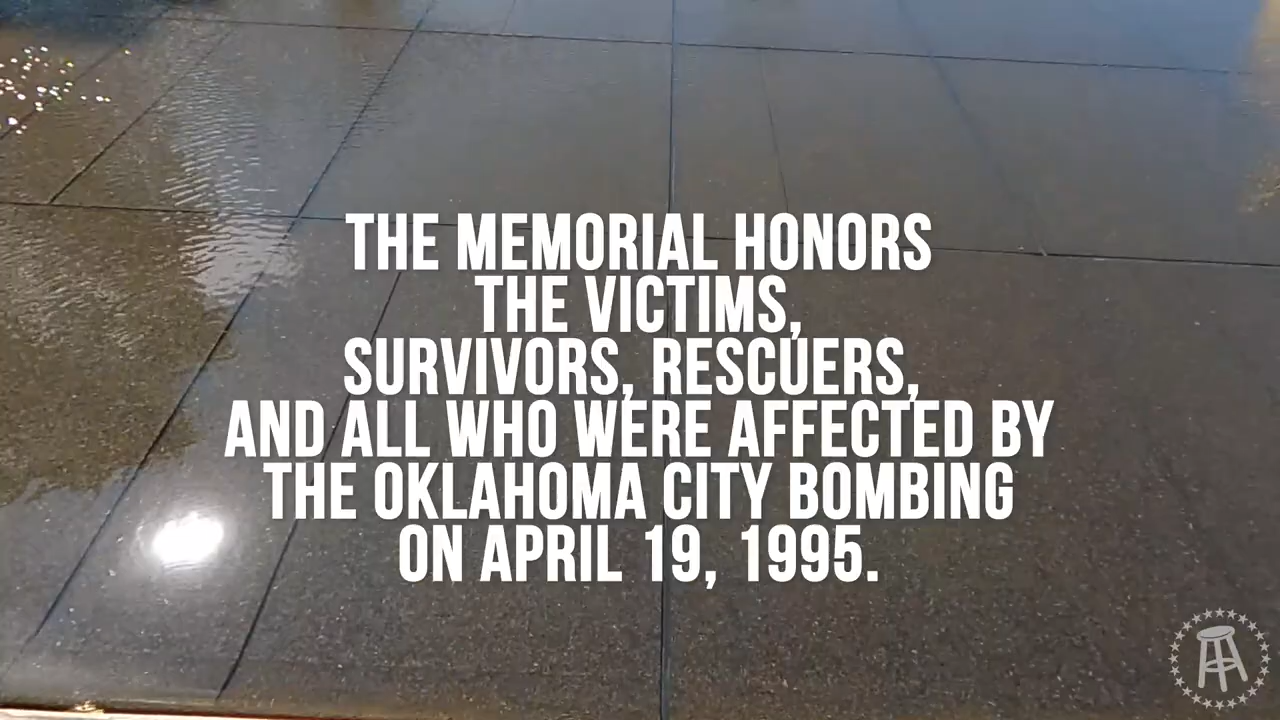 THE MEMORIAL HONORS
THE VICTIMS,
SURVIVORS, RESCUERS,
AND ALL WHO WERE AFFECTED BY
THE OKLAHOMA CITY BOMBING
ON APRIL 19, 1995.